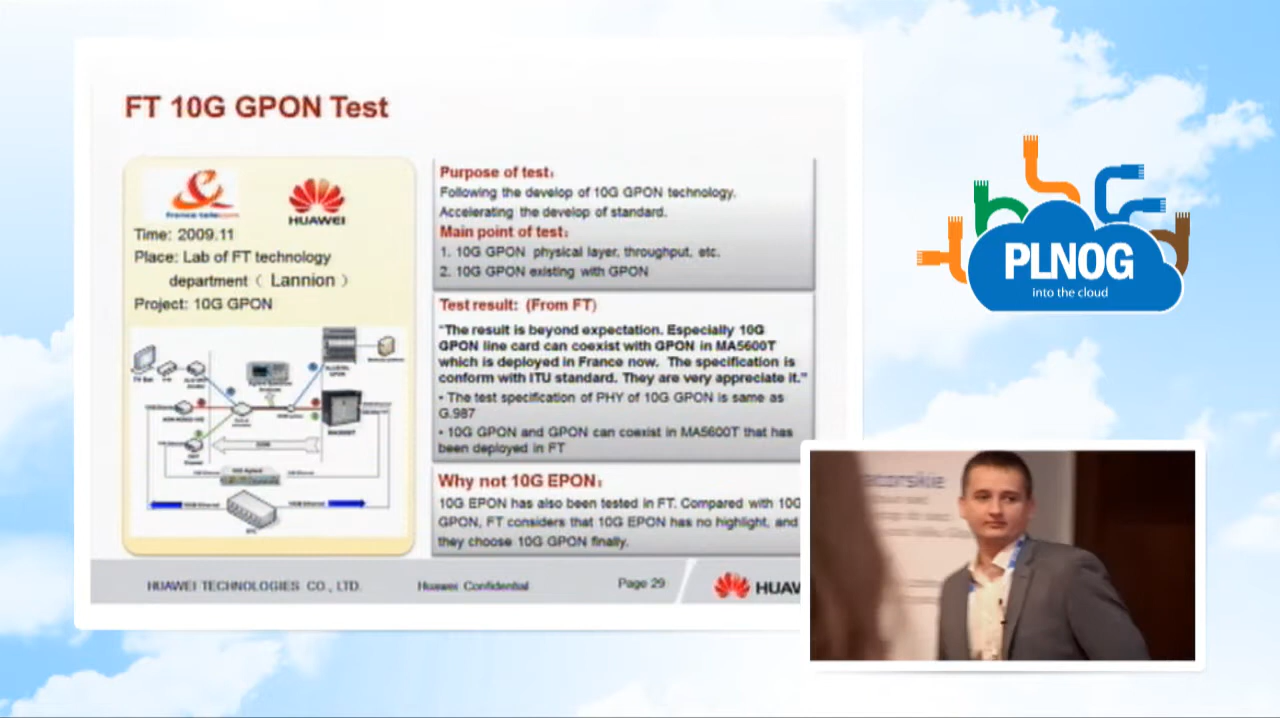 FT 10G GPON Test
france telecom
HUAWEI
Time: 2009.11
Place: Lab of FT technology
department （ Lannion ）
Project: 10G GPON
Purpose of test：
Following the develop of 10G GPON technology.
Accelerating the develop of standard.
Main point of test：
1. 10G GPON physical layer, throughput, etc.
2. 10G GPON existing with GPON
Test result: (From FT)
"The result is beyond expectation. Especially 10G
GPON line card can coexist with GPON in MA5600T
which is deployed in France now. The specification is
conform with ITU standard. They are very appreciate it."
• The test specification of PHY of 10G GPON is same as
G.987
• 10G GPON and GPON can coexist in MA5600T that has
been deployed in FT
Why not 10G EPON：
10G EPON has also been tested in FT. Compared with 10G
GPON, FT considers that 10G EPON has no highlight, and
they choose 10G GPON finally.
HUAWEI TECHNOLOGIES CO., LTD.
Huawei Confidential
Page 29
HUAW
PLNOG
into the cloud